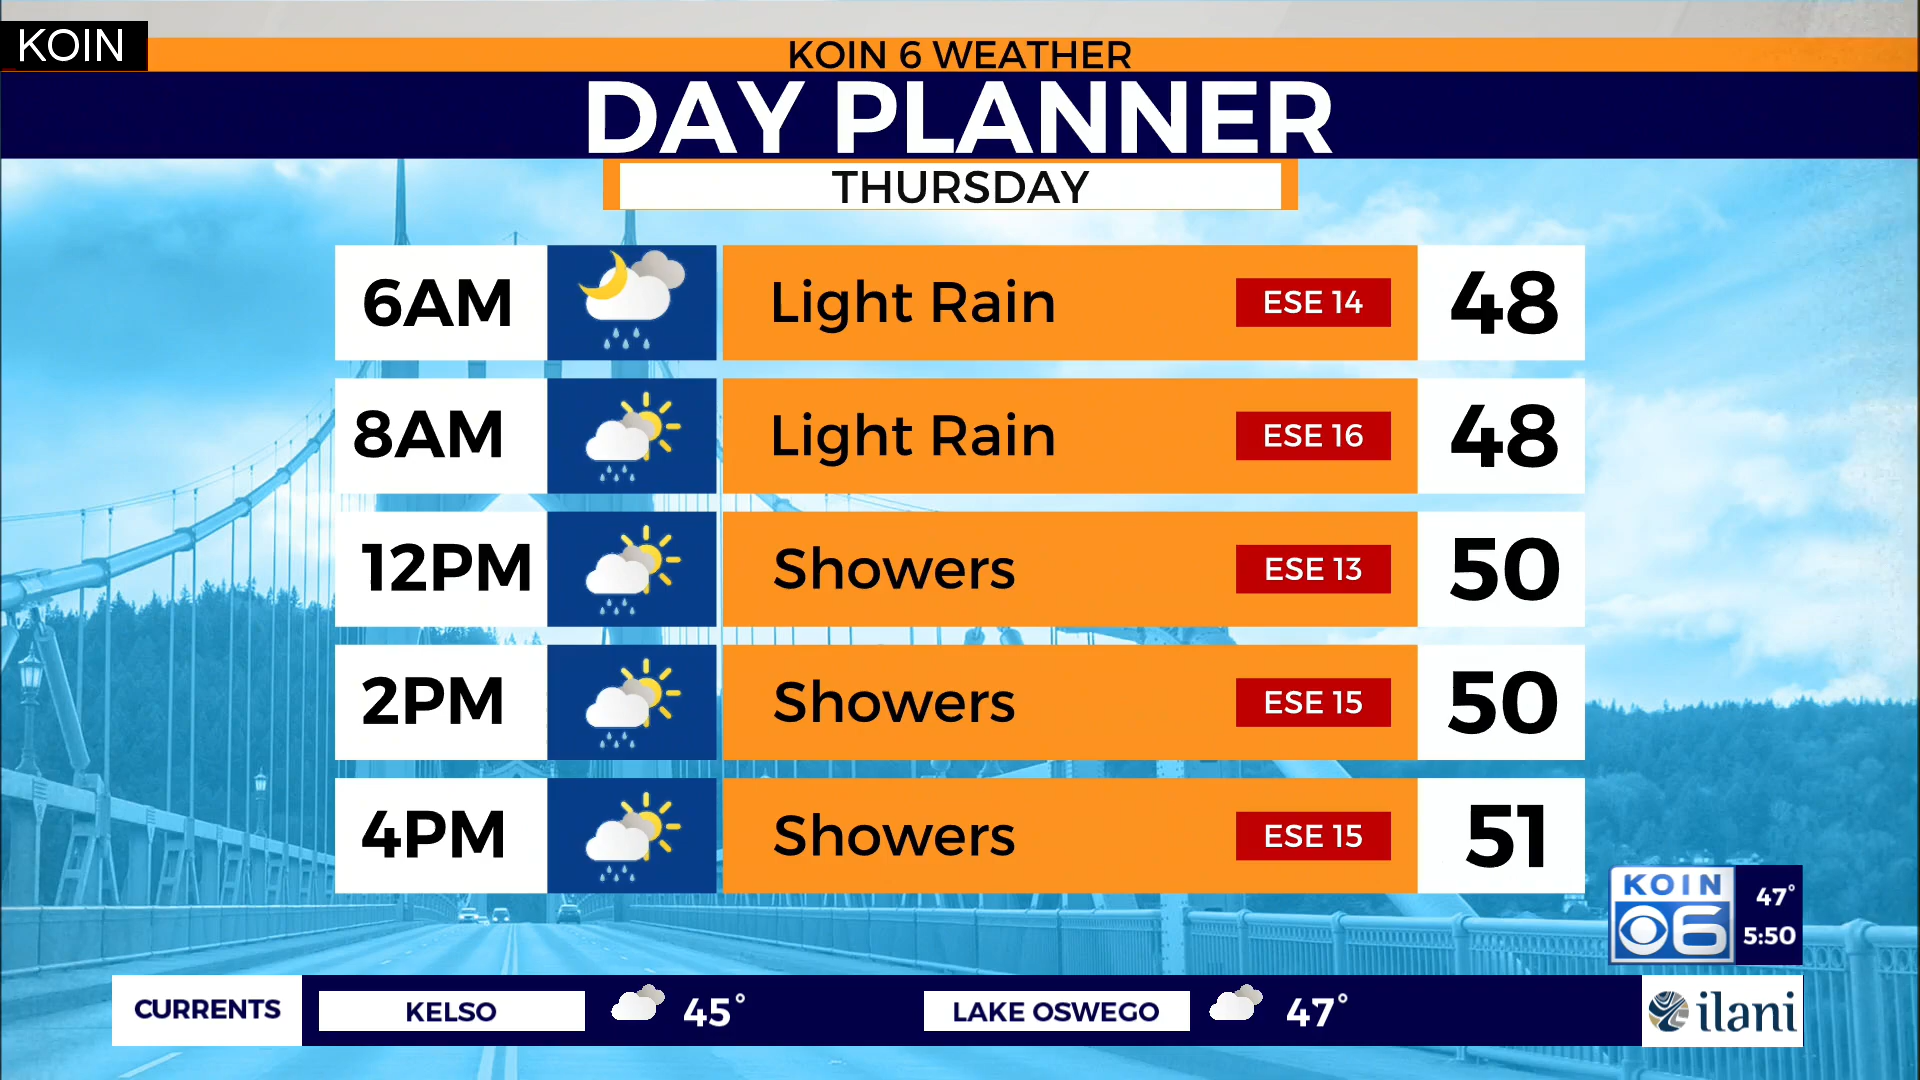 KOIN
KOIN 6 WEATHER
DAY PLANNER
THURSDAY
6AM Light Rain ESE 14 48
8AM Light Rain ESE 16 48
12PM Showers ESE 13 50
2PM Showers ESE 15 50
4PM Showers ESE 15 51
KOIN 6 47°
5:50
CURRENTS KELSO 45° LAKE OSWEGO 47° ilani